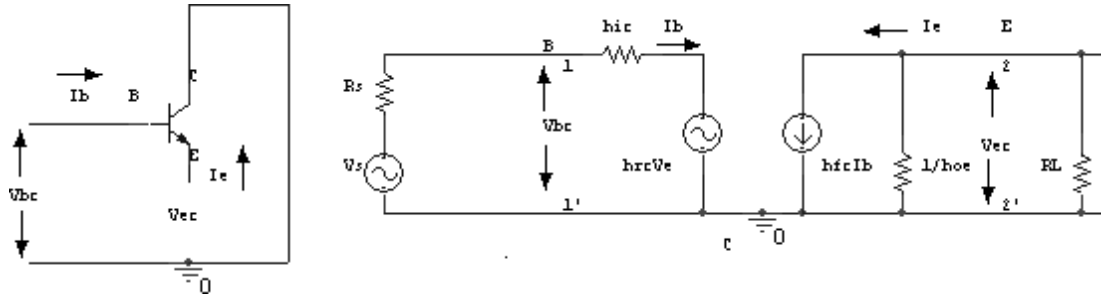 C
Ib B
E
Ie
Vbc
Vec
0
hic Ib
B
1
Rs
Vbc
Vs
hrcVe
1'
C
0
Ie E
2
Vec
hfcIb 1/hoe RL
2'